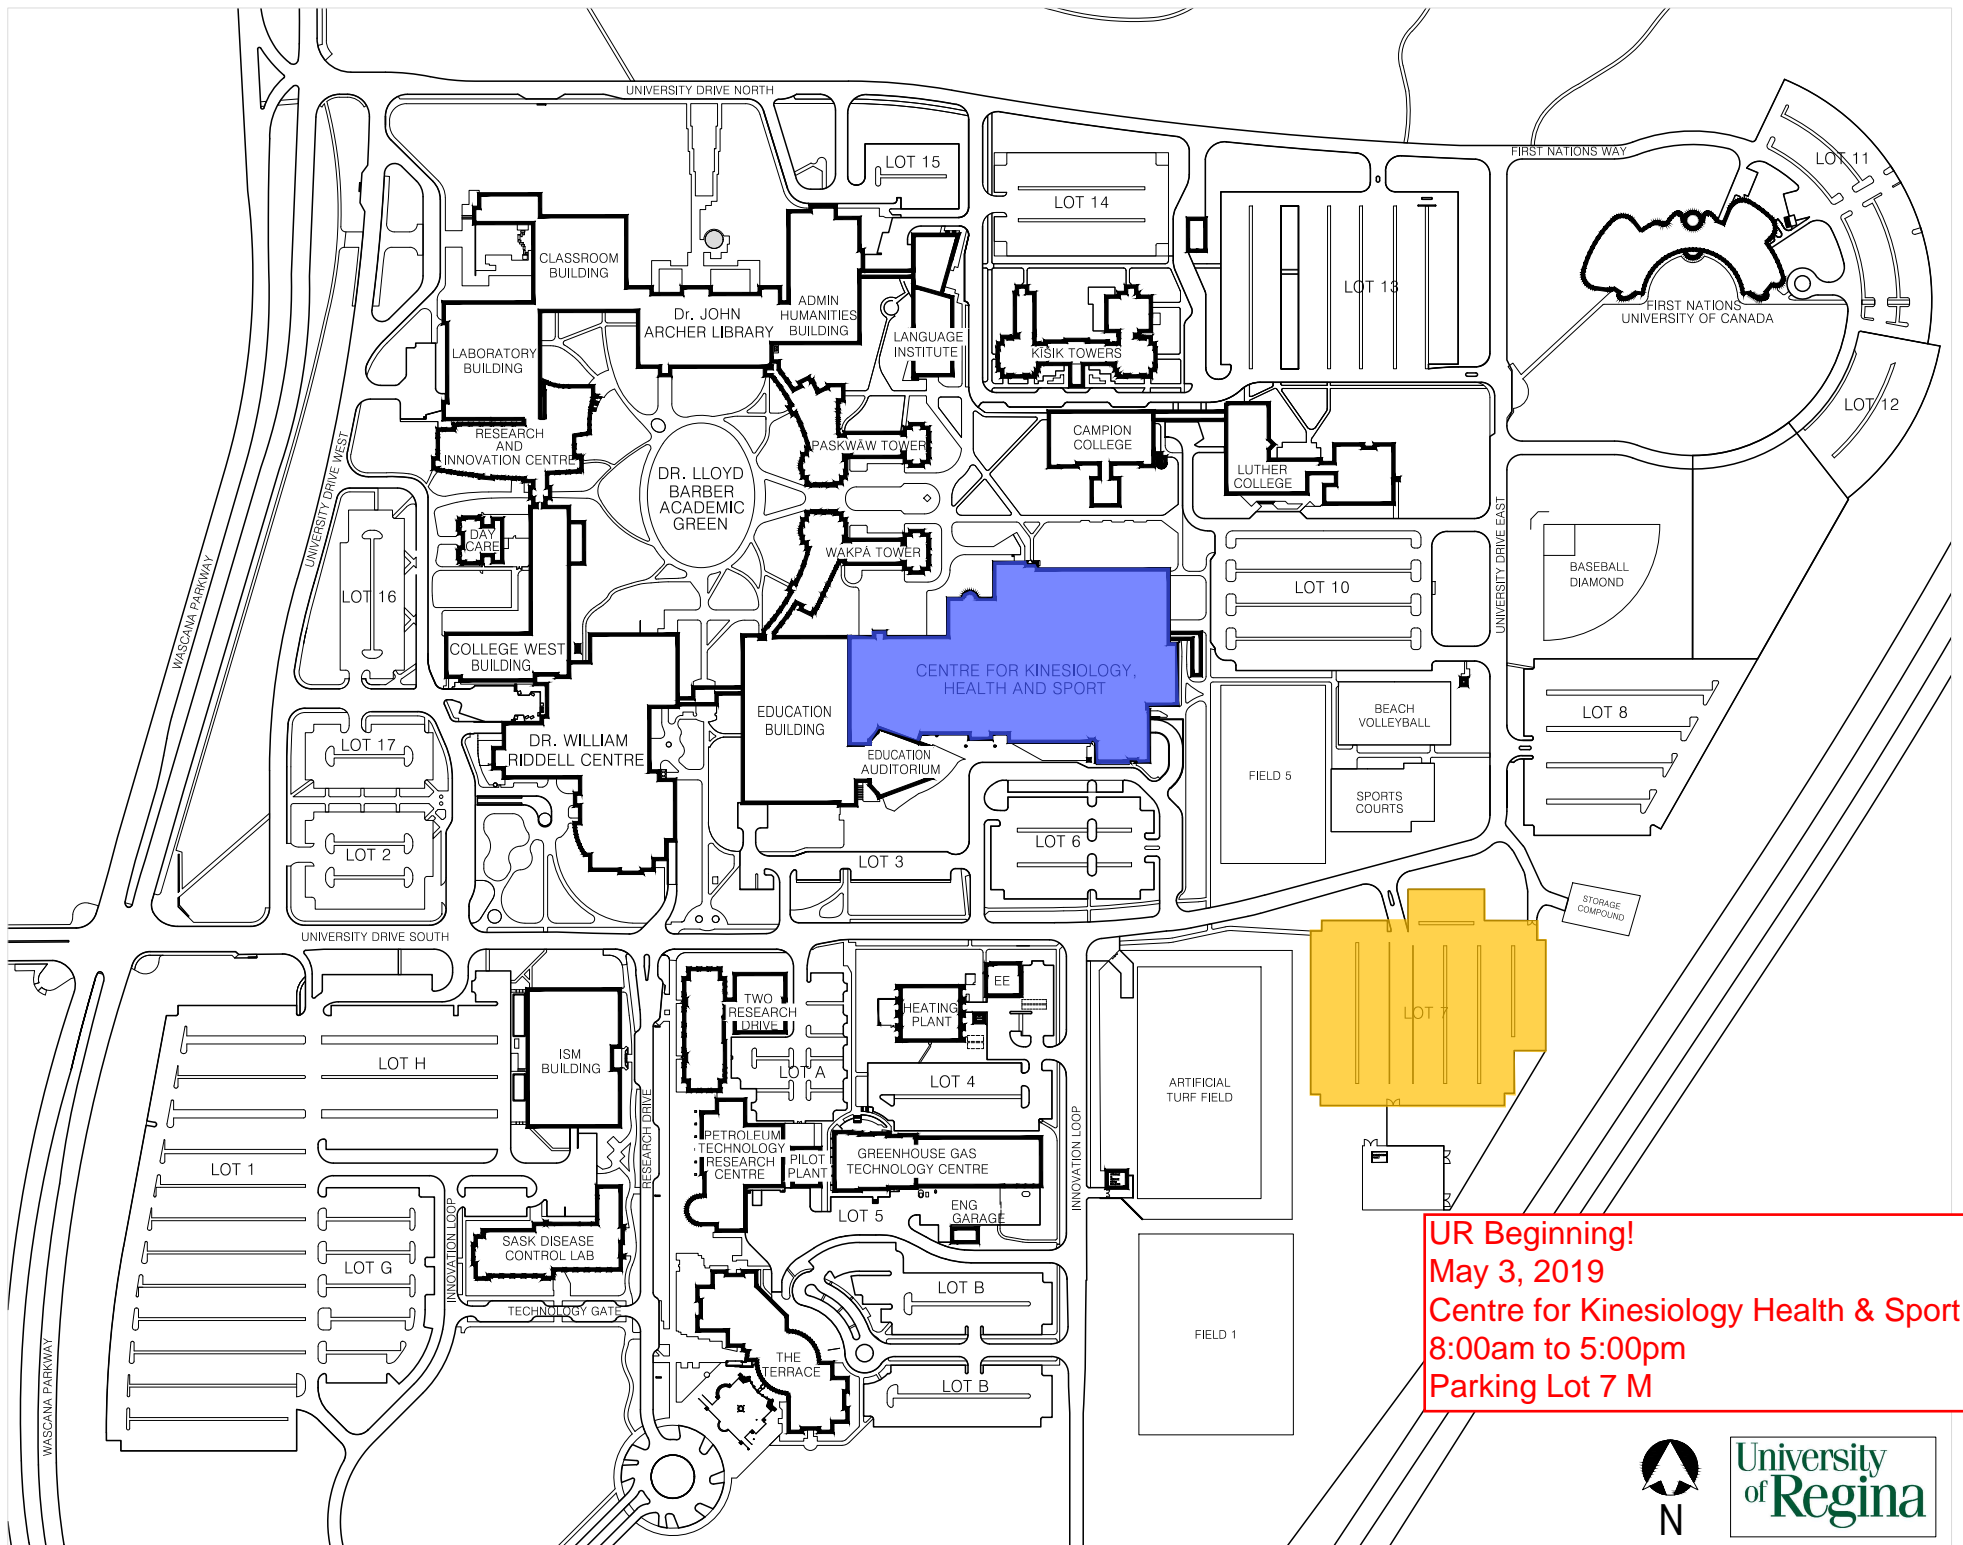 UNIVERSITY DRIVE NORTH
FIRST NATIONS WAY
LOT 11
LOT 15
LOT 14
CLASSROOM
BUILDING
LOT 13
ADMIN
HUMANITIES
BUILDING
Dr. JOHN
ARCHER LIBRARY
FIRST NATIONS
UNIVERSITY OF CANADA
LANGUAGE
INSTITUTE
KĪSIK TOWERS
LABORATORY
BUILDING
LOT 12
RESEARCH
AND
INNOVATION CENTRE
PASKWĀW TOWER
CAMPION
COLLEGE
LUTHER
COLLEGE
DR. LLOYD
BARBER
ACADEMIC
GREEN
UNIVERSITY DRIVE WEST
UNIVERSITY DRIVE EAST
DAY
CARE
WAKPĀ TOWER
BASEBALL
DIAMOND
LOT 10
LOT 16
WASCANA PARKWAY
COLLEGE WEST
BUILDING
CENTRE FOR KINESIOLOGY,
HEALTH AND SPORT
EDUCATION
BUILDING
BEACH
VOLLEYBALL
LOT 8
LOT 17
DR. WILLIAM
RIDDELL CENTRE
EDUCATION
AUDITORIUM
FIELD 5
SPORTS
COURTS
LOT 2
LOT 3
LOT 6
STORAGE
COMPOUND
UNIVERSITY DRIVE SOUTH
TWO
RESEARCH
DRIVE
HEATING
PLANT
EE
LOT 7
LOT H
ISM
BUILDING
LOT A
LOT 4
ARTIFICIAL
TURF FIELD
RESEARCH DRIVE
INNOVATION LOOP
PETROLEUM
TECHNOLOGY
RESEARCH
CENTRE
PILOT
PLANT
GREENHOUSE GAS
TECHNOLOGY CENTRE
LOT 1
LOT 5
ENG
GARAGE
INNOVATION LOOP
SASK DISEASE
CONTROL LAB
LOT G
TECHNOLOGY GATE
LOT B
FIELD 1
THE
TERRACE
LOT B
WASCANA PARKWAY
UR Beginning!
May 3, 2019
Centre for Kinesiology Health & Sport
8:00am to 5:00pm
Parking Lot 7 M
N
University
of Regina